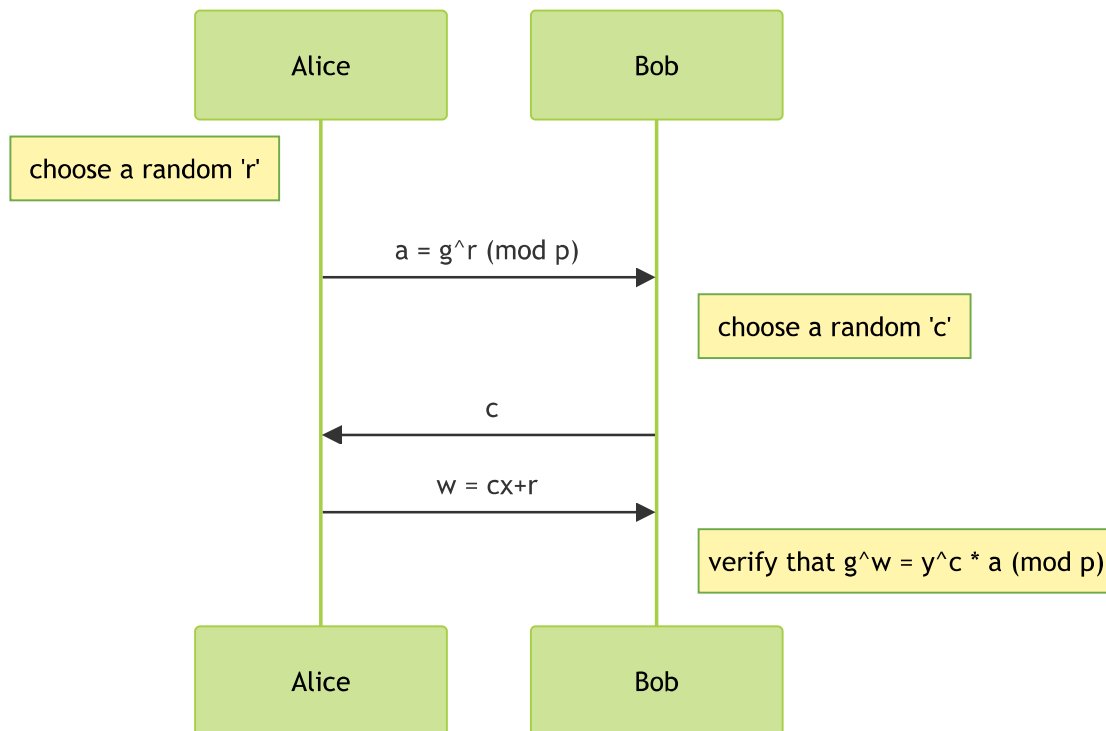 Alice
Bob
choose a random 'r'
a = g^r (mod p)
choose a random 'c'
c
w = cx+r
verify that g^w = y^c * a (mod p)
Alice
Bob